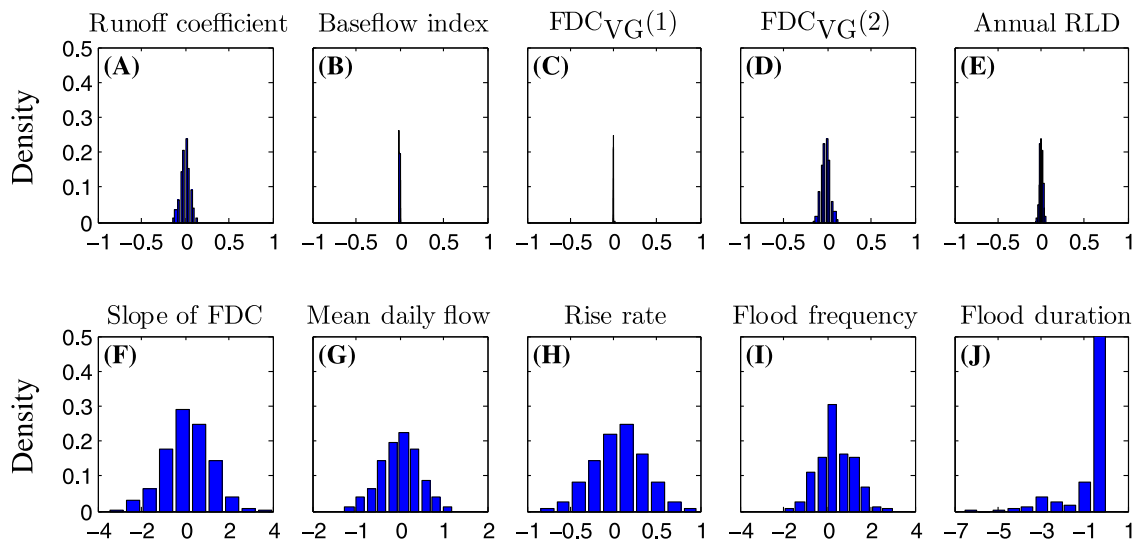 Runoff coefficient Baseflow index FDC_VG(1) FDC_VG(2) Annual RLD
0.5 (A) (B) (C) (D) (E)
0.4
0.3
0.2
0.1
0
Density
−1 −0.5 0 0.5 1 −1 −0.5 0 0.5 1 −1 −0.5 0 0.5 1 −1 −0.5 0 0.5 1 −1 −0.5 0 0.5 1
Slope of FDC Mean daily flow Rise rate Flood frequency Flood duration
0.5 (F) (G) (H) (I) (J)
0.4
0.3
0.2
0.1
0
Density
−4 −2 0 2 4 −2 −1 0 1 2 −1 −0.5 0 0.5 1 −4 −2 0 2 4 −7 −5 −3 −1 1